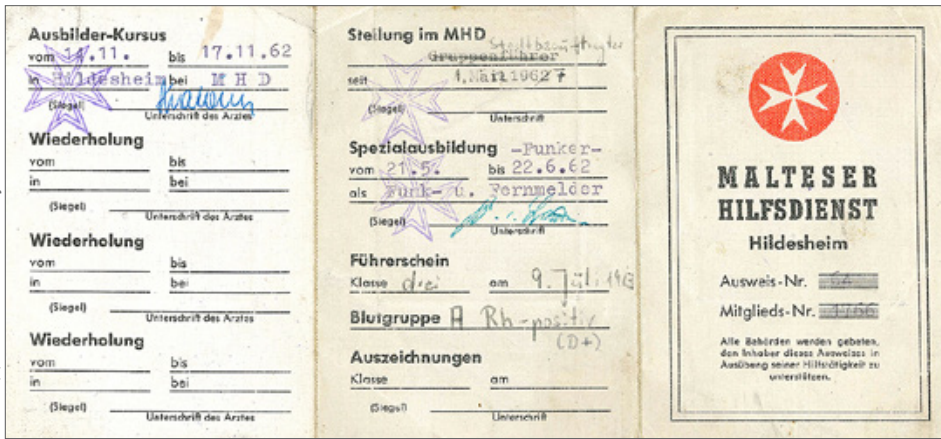 Ausbilder-Kursus
vom 14.11. bis 17.11.62
in Hildesheim bei M H D
(Siegel)
Unterschrift des Arztes
Wiederholung
vom bis
in bei
(Siegel)
Unterschrift des Arztes
Wiederholung
vom bis
in bei
(Siegel)
Unterschrift des Arztes
Wiederholung
vom bis
in bei
(Siegel)
Unterschrift des Arztes
Stellung im MHD
Stadtbeauftragter
Gruppenführer
seit 1. März 1962 7
(Siegel)
Unterschrift
Spezialausbildung -Funker-
vom 21.5. bis 22.6.62
als Funk- u. Fernmelder
(Siegel)
Unterschrift
Führerschein
Klasse drei am 9. Juli
Blutgruppe A Rh-positiv
(D+)
Auszeichnungen
Klasse am
(Siegel)
Unterschrift
MALTESER
HILFSDIENST
Hildesheim
Ausweis-Nr.
Mitglieds-Nr.
Alle Behörden werden gebeten,
den Inhaber dieses Ausweises in
Ausübung seiner Hilfstätigkeit zu
unterstützen.